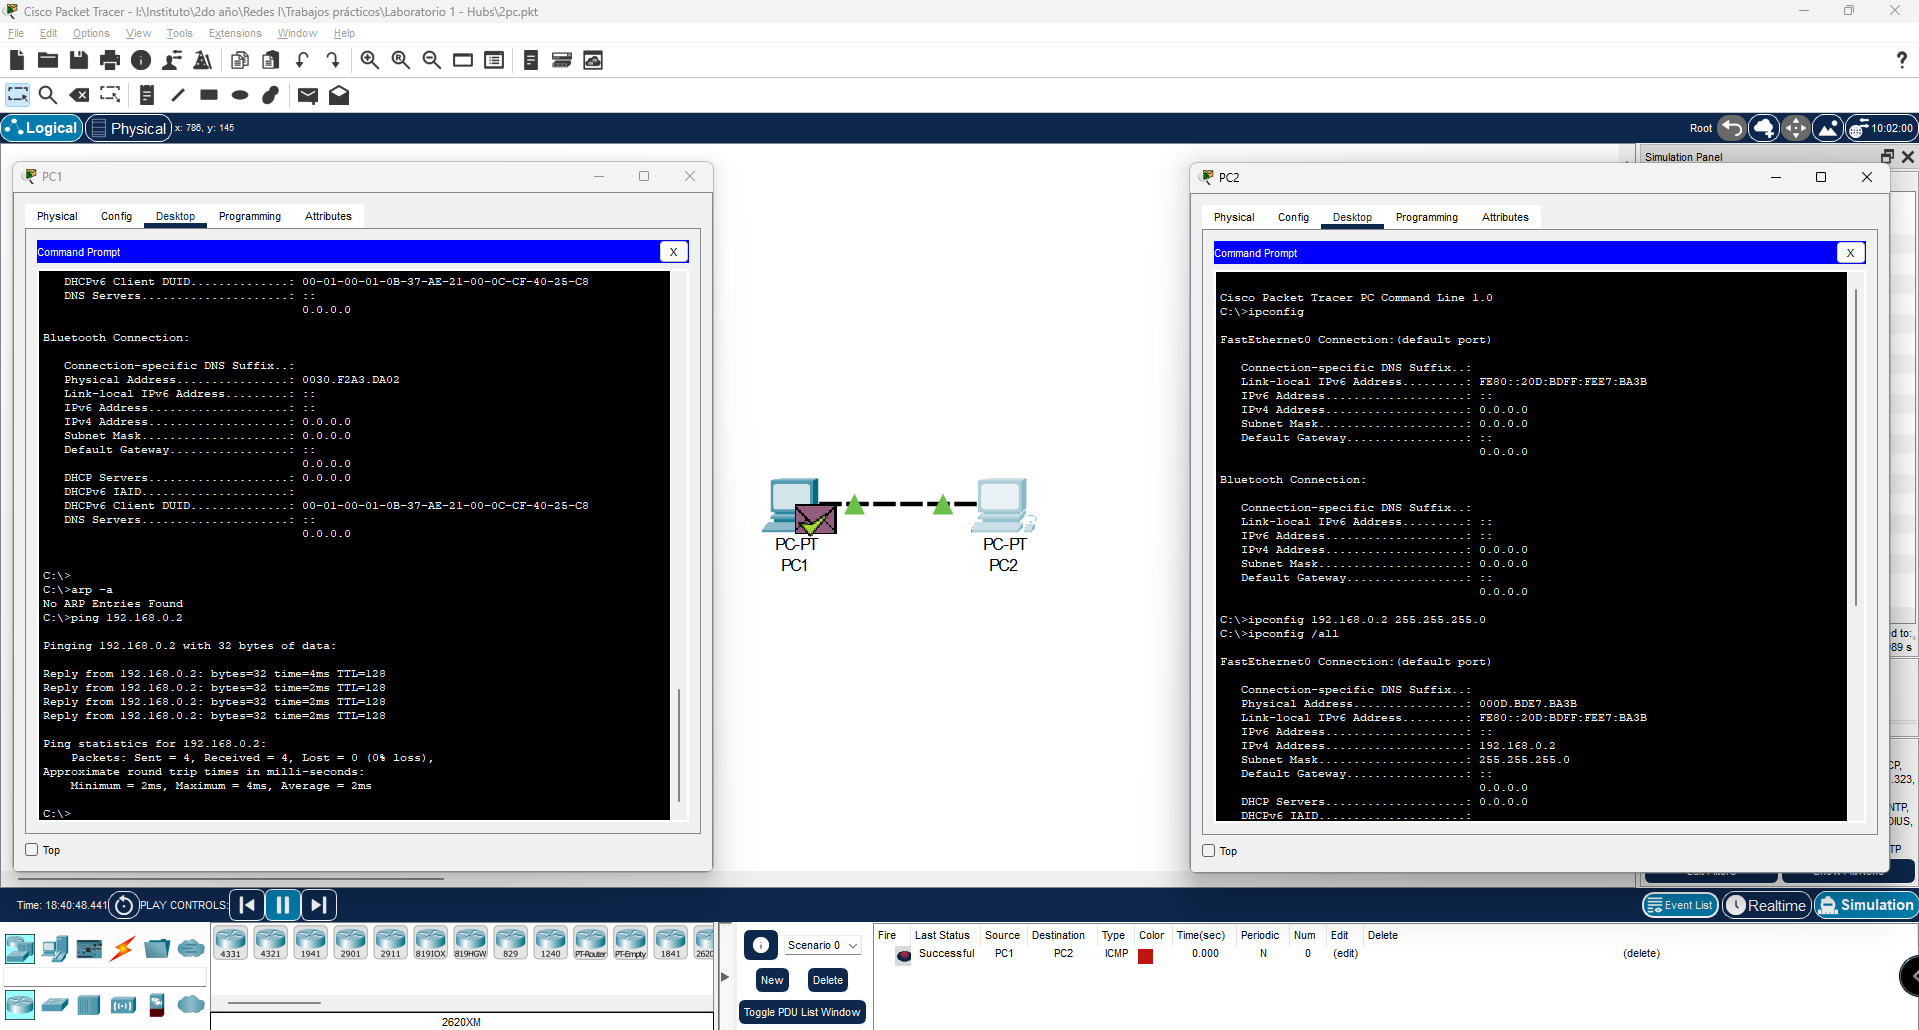 Cisco Packet Tracer - I:\Instituto\2do año\Redes I\Trabajos prácticos\Laboratorio 1 - Hubs\2pc.pkt
File Edit Options View Tools Extensions Window Help
Logical Physical x: 786, y: 145
Root 10:02:00
Simulation Panel
PC1
Physical Config Desktop Programming Attributes
Command Prompt X
DHCPv6 Client DUID..............: 00-01-00-01-0B-37-AE-21-00-0C-CF-40-25-C8
DNS Servers.....................: ::
0.0.0.0
Bluetooth Connection:
Connection-specific DNS Suffix..:
Physical Address................: 0030.F2A3.DA02
Link-local IPv6 Address.........: ::
IPv6 Address....................: ::
IPv4 Address....................: 0.0.0.0
Subnet Mask.....................: 0.0.0.0
Default Gateway.................: ::
0.0.0.0
DHCP Servers....................: 0.0.0.0
DHCPv6 IAID.....................:
DHCPv6 Client DUID..............: 00-01-00-01-0B-37-AE-21-00-0C-CF-40-25-C8
DNS Servers.....................: ::
0.0.0.0
C:\>
C:\>arp -a
No ARP Entries Found
C:\>ping 192.168.0.2
Pinging 192.168.0.2 with 32 bytes of data:
Reply from 192.168.0.2: bytes=32 time=4ms TTL=128
Reply from 192.168.0.2: bytes=32 time=2ms TTL=128
Reply from 192.168.0.2: bytes=32 time=2ms TTL=128
Reply from 192.168.0.2: bytes=32 time=2ms TTL=128
Ping statistics for 192.168.0.2:
Packets: Sent = 4, Received = 4, Lost = 0 (0% loss),
Approximate round trip times in milli-seconds:
Minimum = 2ms, Maximum = 4ms, Average = 2ms
C:\>
Top
PC-PT
PC1
PC-PT
PC2
PC2
Physical Config Desktop Programming Attributes
Command Prompt X
Cisco Packet Tracer PC Command Line 1.0
C:\>ipconfig
FastEthernet0 Connection:(default port)
Connection-specific DNS Suffix..:
Link-local IPv6 Address.........: FE80::20D:BDFF:FEE7:BA3B
IPv6 Address....................: ::
IPv4 Address....................: 0.0.0.0
Subnet Mask.....................: 0.0.0.0
Default Gateway.................: ::
0.0.0.0
Bluetooth Connection:
Connection-specific DNS Suffix..:
Link-local IPv6 Address.........: ::
IPv6 Address....................: ::
IPv4 Address....................: 0.0.0.0
Subnet Mask.....................: 0.0.0.0
Default Gateway.................: ::
0.0.0.0
C:\>ipconfig 192.168.0.2 255.255.255.0
C:\>ipconfig /all
FastEthernet0 Connection:(default port)
Connection-specific DNS Suffix..:
Physical Address................: 000D.BDE7.BA3B
Link-local IPv6 Address.........: FE80::20D:BDFF:FEE7:BA3B
IPv6 Address....................: ::
IPv4 Address....................: 192.168.0.2
Subnet Mask.....................: 255.255.255.0
Default Gateway.................: ::
0.0.0.0
DHCP Servers....................: 0.0.0.0
DHCPv6 IAID.....................:
Top
d to:
89 s
CP,
.323,
NTP,
DIUS,
TP
Time: 18:40:48.441 PLAY CONTROLS:
Event List Realtime Simulation
4331 4321 1941 2901 2911 819IOX 819HGW 829 1240 PT-Router PT-Empty 1841 2620
2620XM
Scenario 0
New Delete
Toggle PDU List Window
Fire Last Status Source Destination Type Color Time(sec) Periodic Num Edit Delete
Successful PC1 PC2 ICMP 0.000 N 0 (edit) (delete)